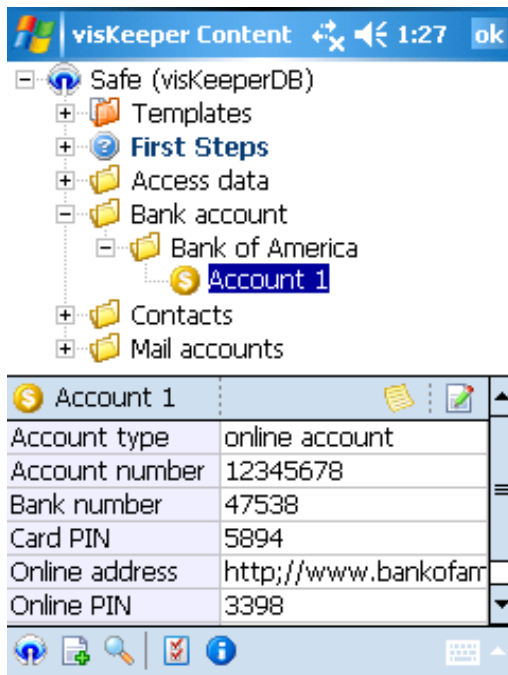 visKeeper Content 1:27 ok
Safe (visKeeperDB)
Templates
First Steps
Access data
Bank account
Bank of America
Account 1
Contacts
Mail accounts
Account 1
Account type online account
Account number 12345678
Bank number 47538
Card PIN 5894
Online address http;//www.bankofam
Online PIN 3398